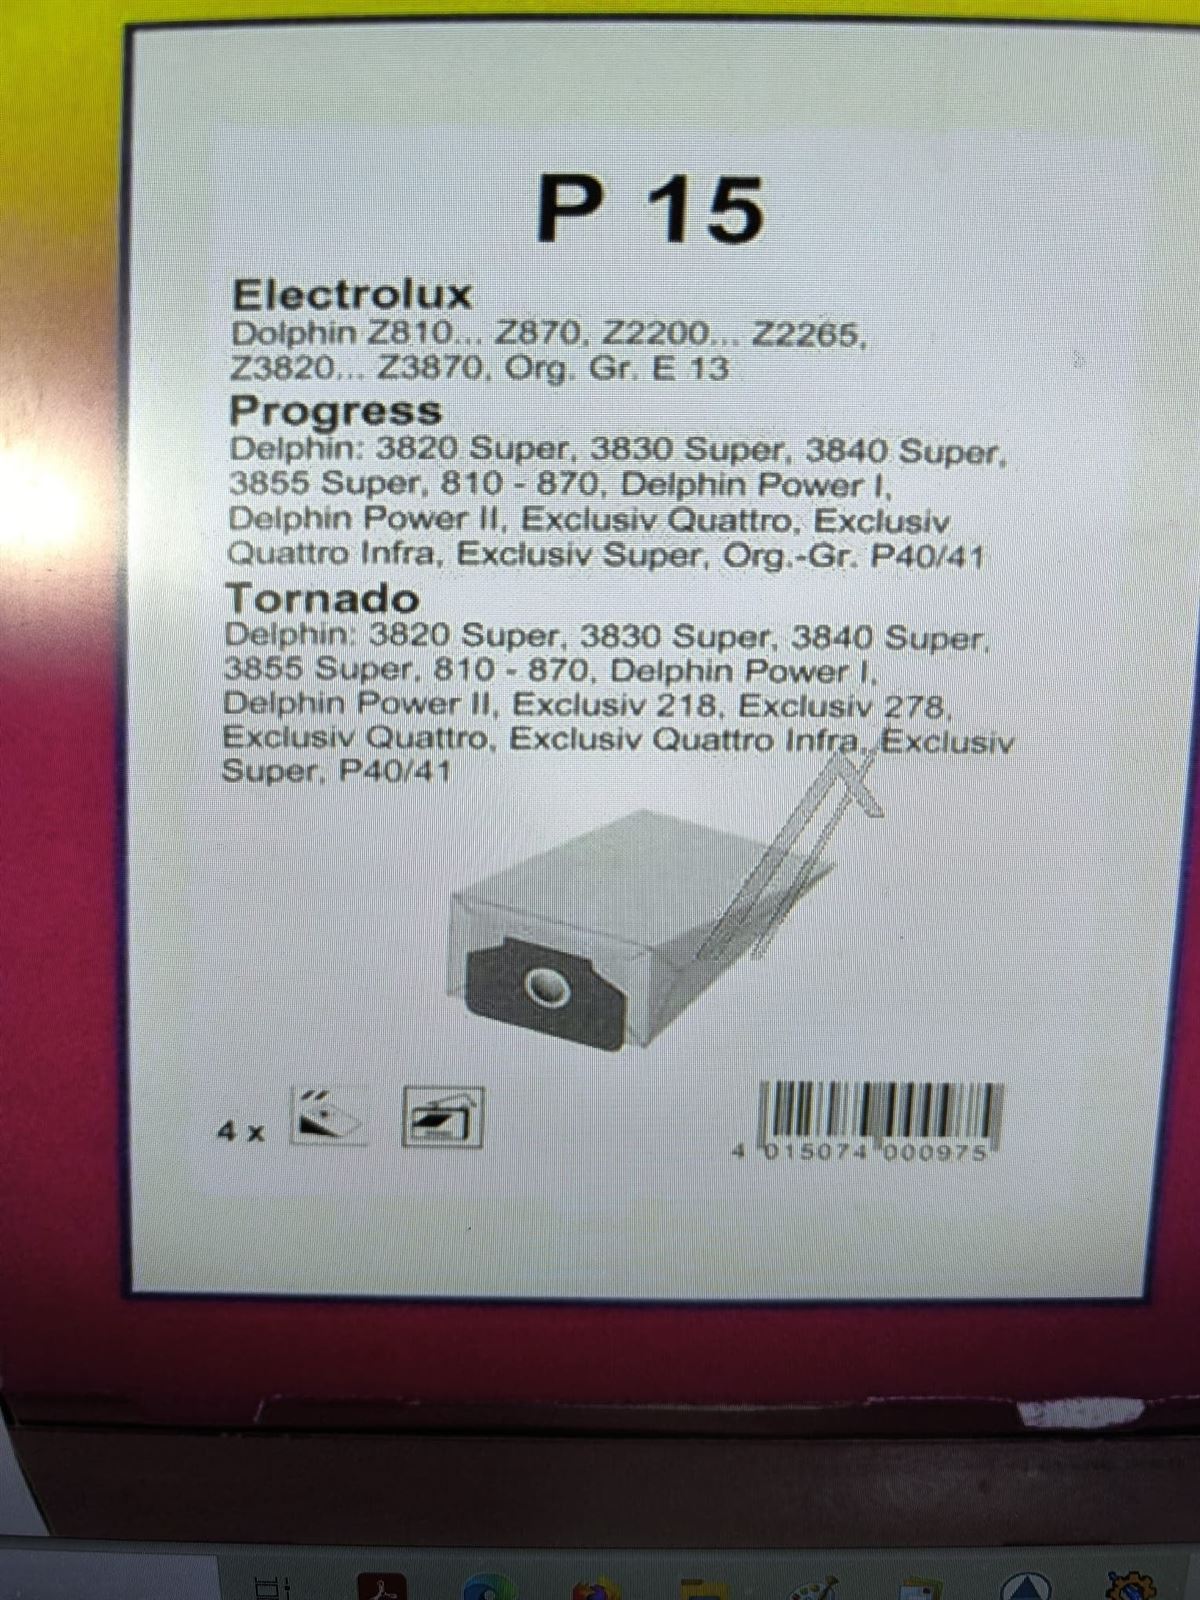 P 15
Electrolux
Dolphin Z810... Z870, Z2200... Z2265,
Z3820... Z3870, Org. Gr. E 13
Progress
Delphin: 3820 Super, 3830 Super, 3840 Super,
3855 Super, 810 - 870, Delphin Power I,
Delphin Power II, Exclusiv Quattro, Exclusiv
Quattro Infra, Exclusiv Super, Org.-Gr. P40/41
Tornado
Delphin: 3820 Super, 3830 Super, 3840 Super,
3855 Super, 810 - 870, Delphin Power I,
Delphin Power II, Exclusiv 218, Exclusiv 278,
Exclusiv Quattro, Exclusiv Quattro Infra, Exclusiv
Super, P40/41
4 x
4 015074 000975